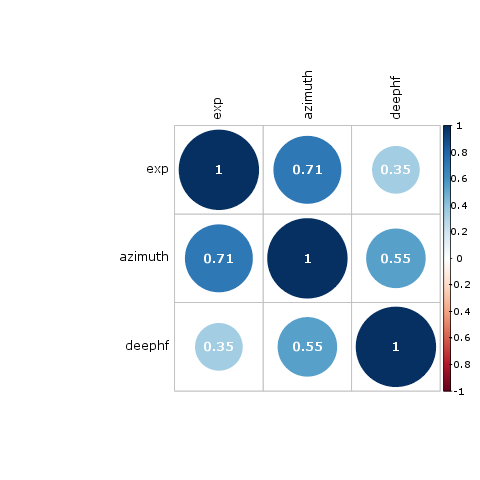 exp
azimuth
deephf
exp 1 0.71 0.35
azimuth 0.71 1 0.55
deephf 0.35 0.55 1
1
0.8
0.6
0.4
0.2
0
-0.2
-0.4
-0.6
-0.8
-1